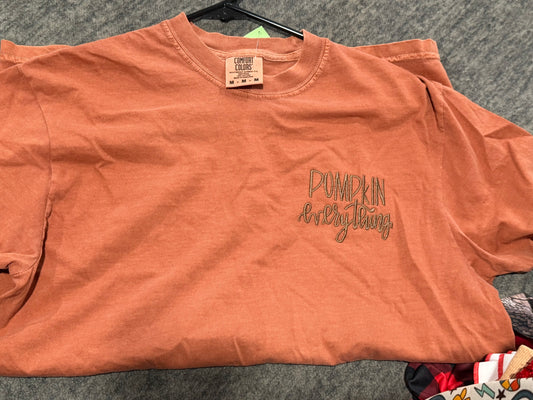 COMFORT
COLORS
M • M • M
PUMPKIN
everything